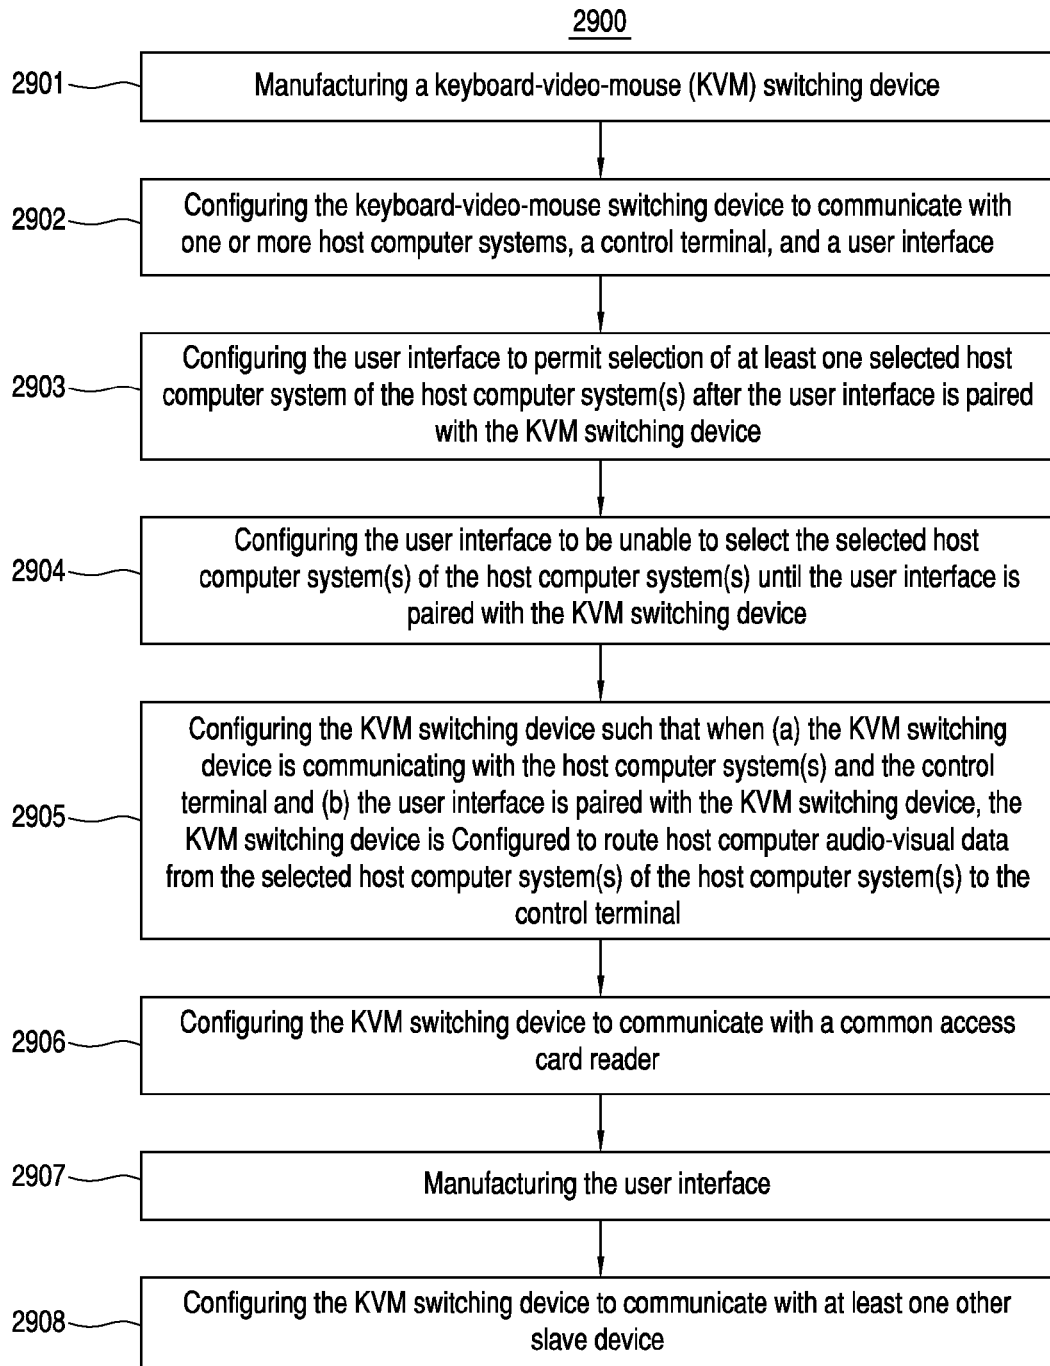 2900
2901
Manufacturing a keyboard-video-mouse (KVM) switching device
2902
Configuring the keyboard-video-mouse switching device to communicate with
one or more host computer systems, a control terminal, and a user interface
2903
Configuring the user interface to permit selection of at least one selected host
computer system of the host computer system(s) after the user interface is paired
with the KVM switching device
2904
Configuring the user interface to be unable to select the selected host
computer system(s) of the host computer system(s) until the user interface is
paired with the KVM switching device
2905
Configuring the KVM switching device such that when (a) the KVM switching
device is communicating with the host computer system(s) and the control
terminal and (b) the user interface is paired with the KVM switching device, the
KVM switching device is Configured to route host computer audio-visual data
from the selected host computer system(s) of the host computer system(s) to the
control terminal
2906
Configuring the KVM switching device to communicate with a common access
card reader
2907
Manufacturing the user interface
2908
Configuring the KVM switching device to communicate with at least one other
slave device